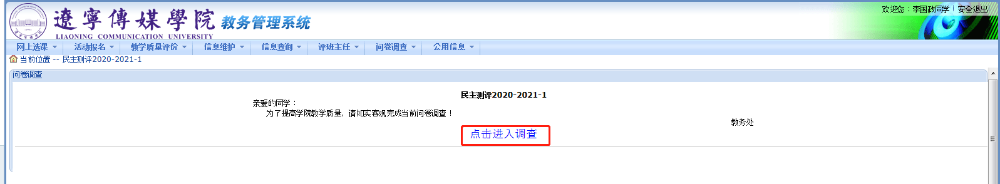 遼寧傳媒學院 教务管理系统
LIAONING COMMUNICATION UNIVERSITY
欢迎您：李国政同学 | 安全退出
网上选课 活动报名 教学质量评价 信息维护 信息查询 评班主任 问卷调查 公用信息
当前位置 -- 民主测评2020-2021-1
问卷调查
民主测评2020-2021-1
亲爱的同学：
为了提高学院教学质量，请如实客观完成当前问卷调查！
教务处
点击进入调查